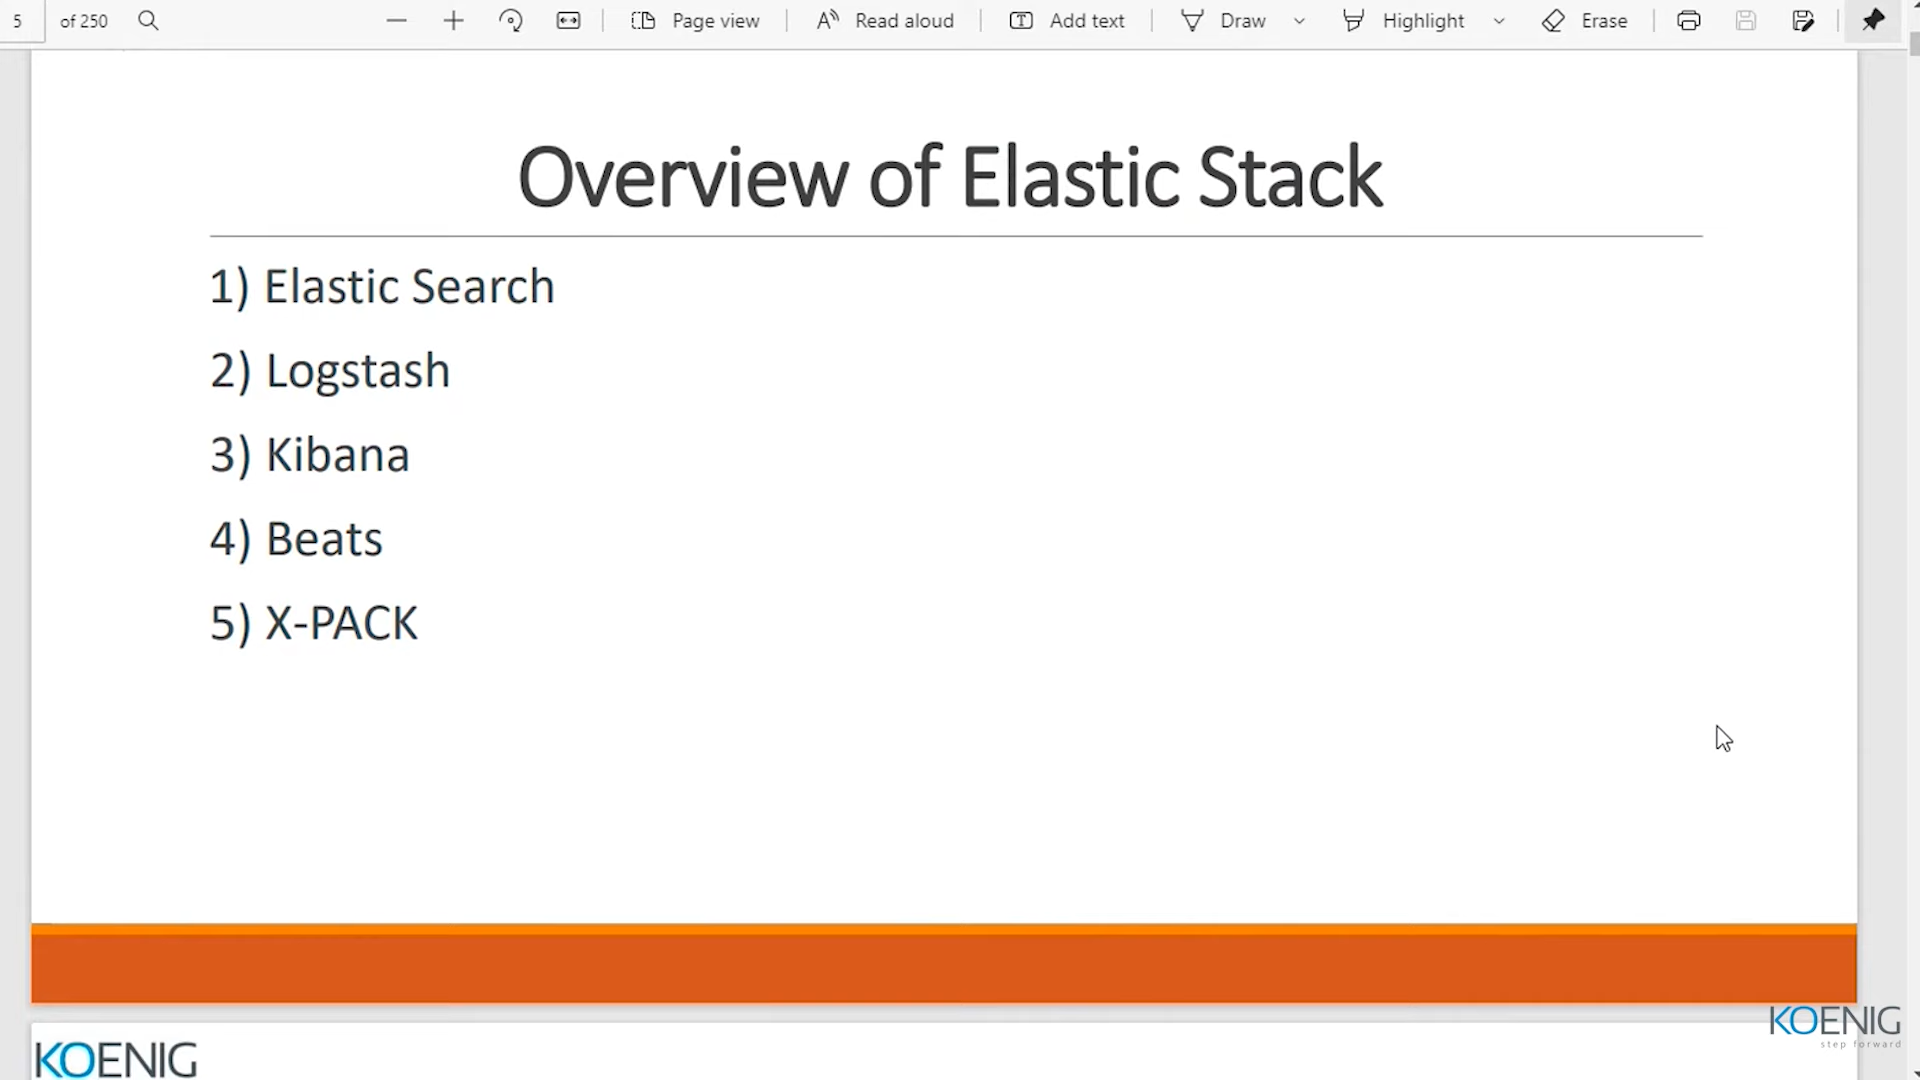 5 of 250 Page view Read aloud Add text Draw Highlight Erase
Overview of Elastic Stack
1) Elastic Search
2) Logstash
3) Kibana
4) Beats
5) X-PACK
KOENIG
step forward
KOENIG